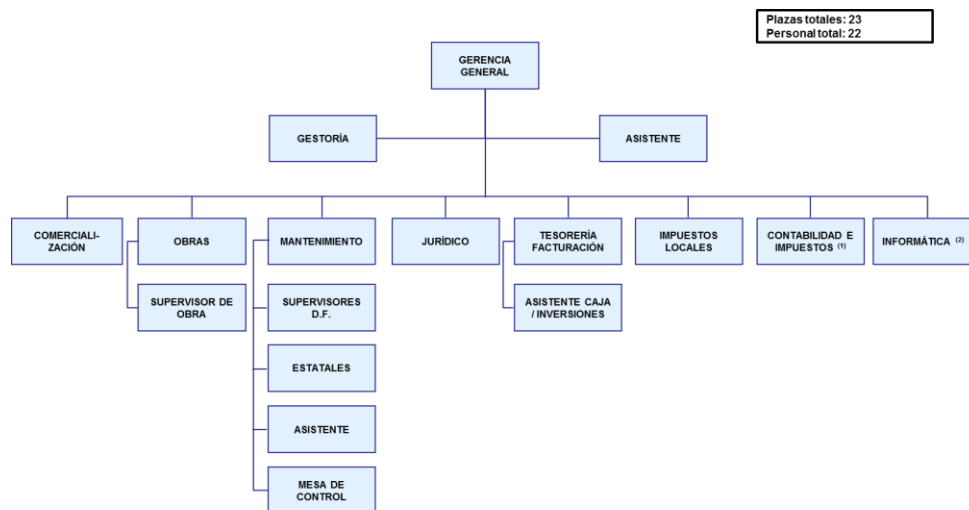 Plazas totales: 23
Personal total: 22
GERENCIA
GENERAL
GESTORÍA
ASISTENTE
COMERCIALI-
ZACIÓN
OBRAS
MANTENIMIENTO
JURÍDICO
TESORERÍA
FACTURACIÓN
IMPUESTOS
LOCALES
CONTABILIDAD E
IMPUESTOS (1)
INFORMÁTICA (2)
SUPERVISOR DE
OBRA
SUPERVISORES
D.F.
ASISTENTE CAJA
/ INVERSIONES
ESTATALES
ASISTENTE
MESA DE
CONTROL